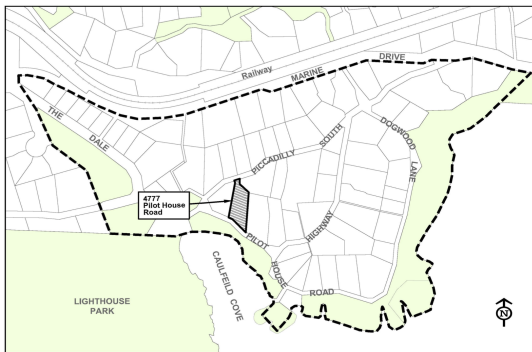 Railway
MARINE DRIVE
THE DALE
PICCADILLY SOUTH
DOGWOOD LANE
4777
Pilot House
Road
PILOT HOUSE ROAD
HIGHWAY
CAULFEILD COVE
LIGHTHOUSE
PARK
N